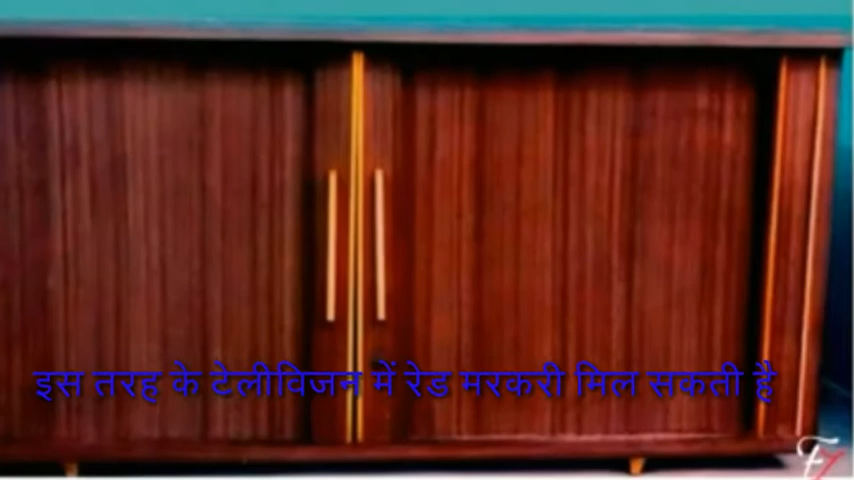 इस तरह के टेलीविजन में रेड मरकरी मिल सकती है